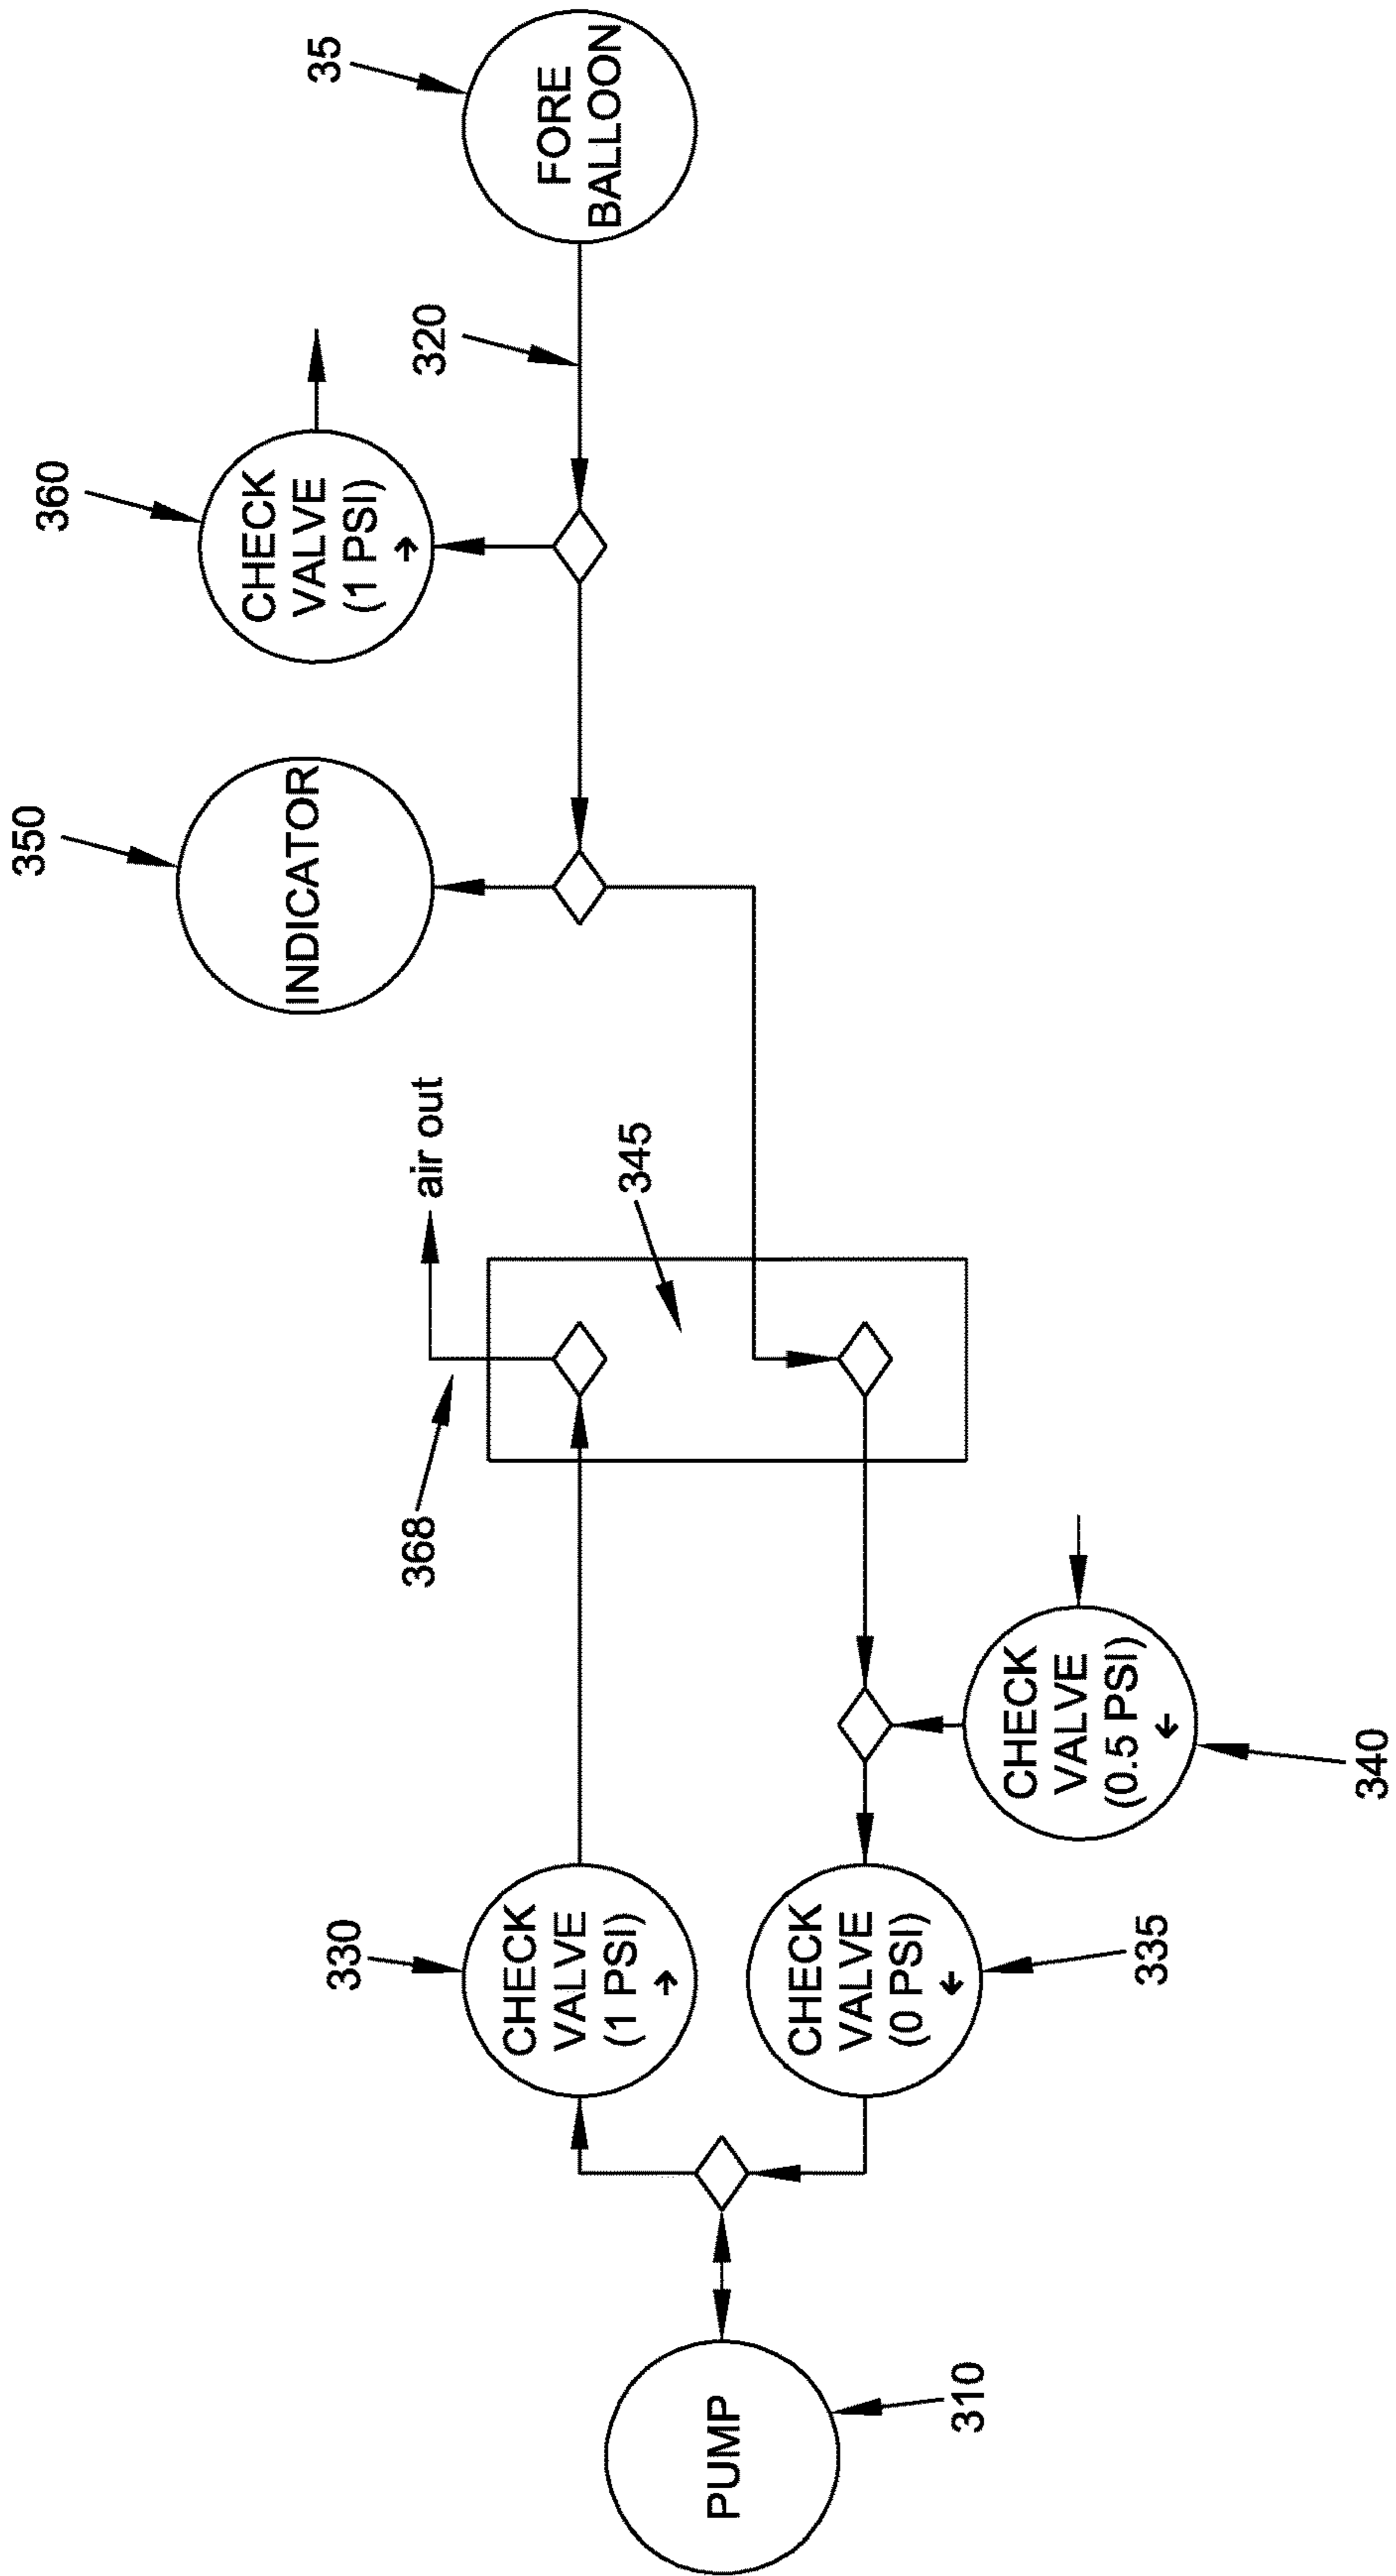 350
360
INDICATOR
CHECK
VALVE
(1 PSI)
35
330
368
air out
320
CHECK
VALVE
(1 PSI)
FORE
BALLOON
345
PUMP
310
CHECK
VALVE
(0 PSI)
335
CHECK
VALVE
(0.5 PSI)
340